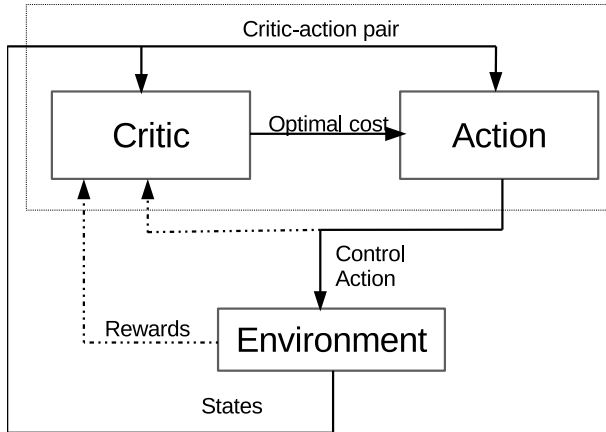 Critic-action pair
Critic
Optimal cost
Action
Control
Action
Rewards
Environment
States